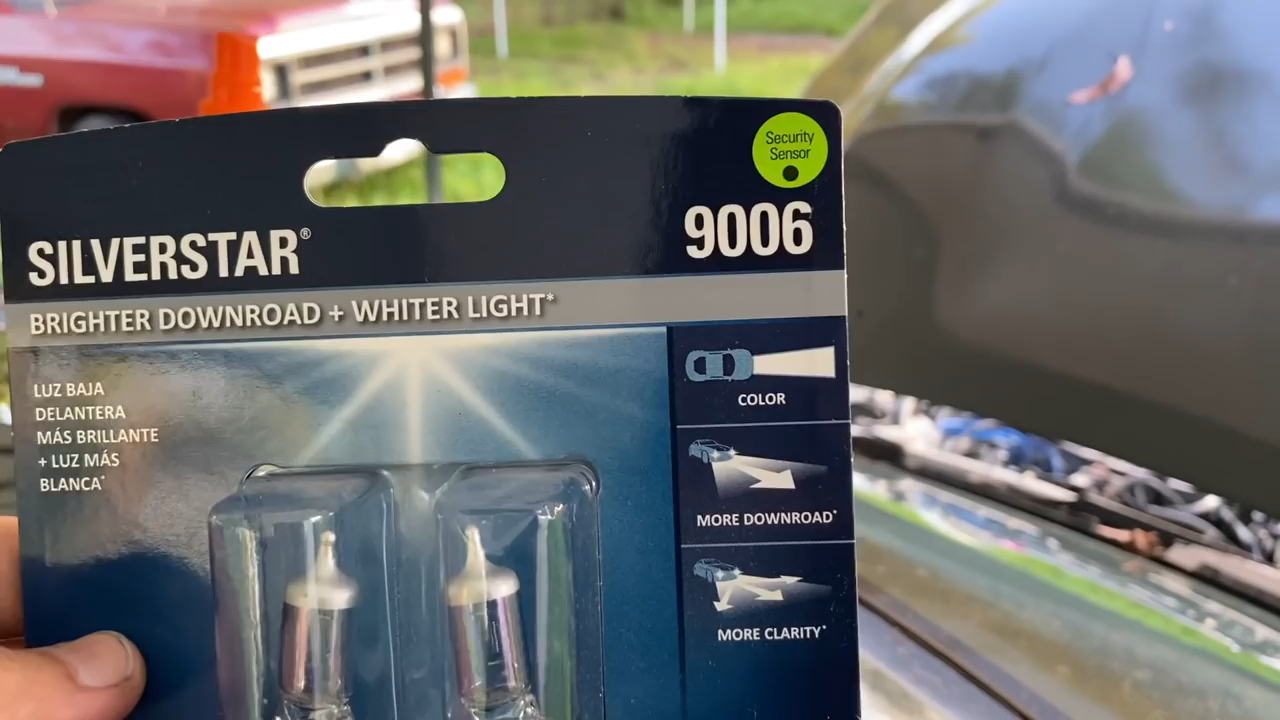 Security
Sensor
SILVERSTAR®
9006
BRIGHTER DOWNROAD + WHITER LIGHT*
LUZ BAJA
DELANTERA
MÁS BRILLANTE
+ LUZ MÁS
BLANCA*
COLOR
MORE DOWNROAD*
MORE CLARITY*